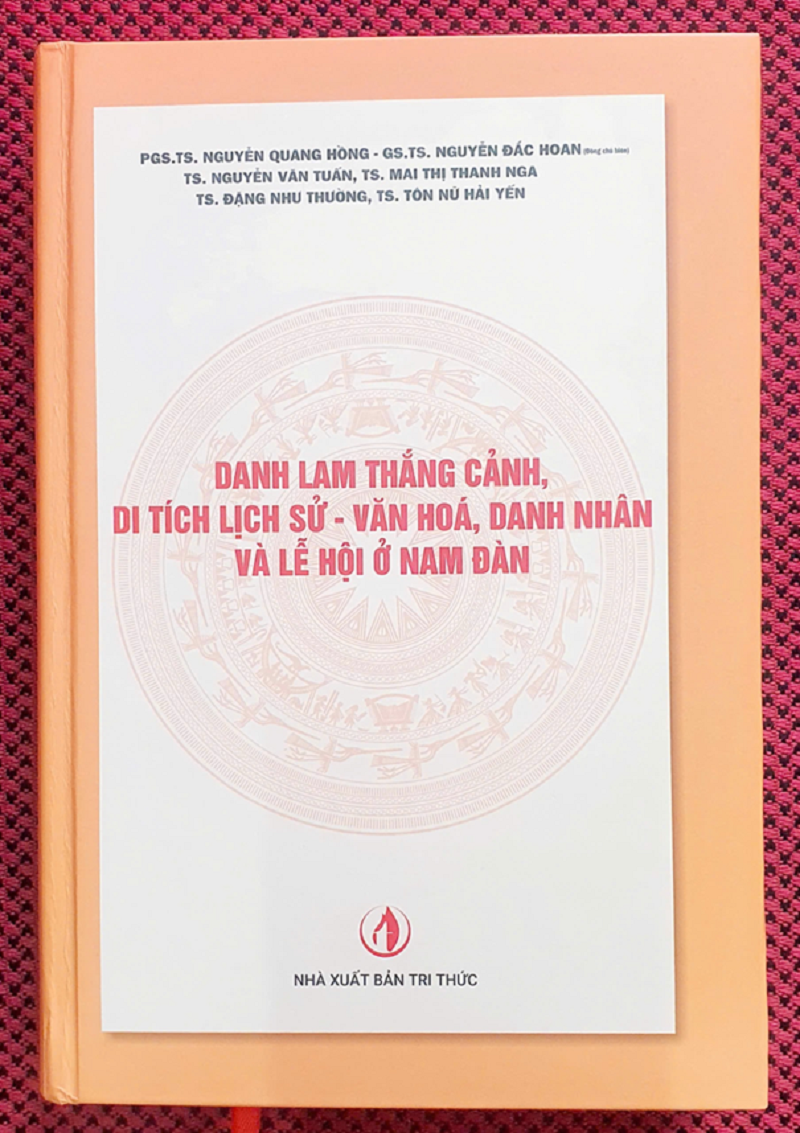 PGS.TS. NGUYỄN QUANG HỒNG - GS.TS. NGUYỄN ĐẮC HOAN (Đồng chủ biên)
TS. NGUYỄN VĂN TUẤN, TS. MAI THỊ THANH NGA
TS. ĐẶNG NHƯ THƯỜNG, TS. TÔN NỮ HẢI YẾN
DANH LAM THẮNG CẢNH,
DI TÍCH LỊCH SỬ - VĂN HOÁ, DANH NHÂN
VÀ LỄ HỘI Ở NAM ĐÀN
NHÀ XUẤT BẢN TRI THỨC